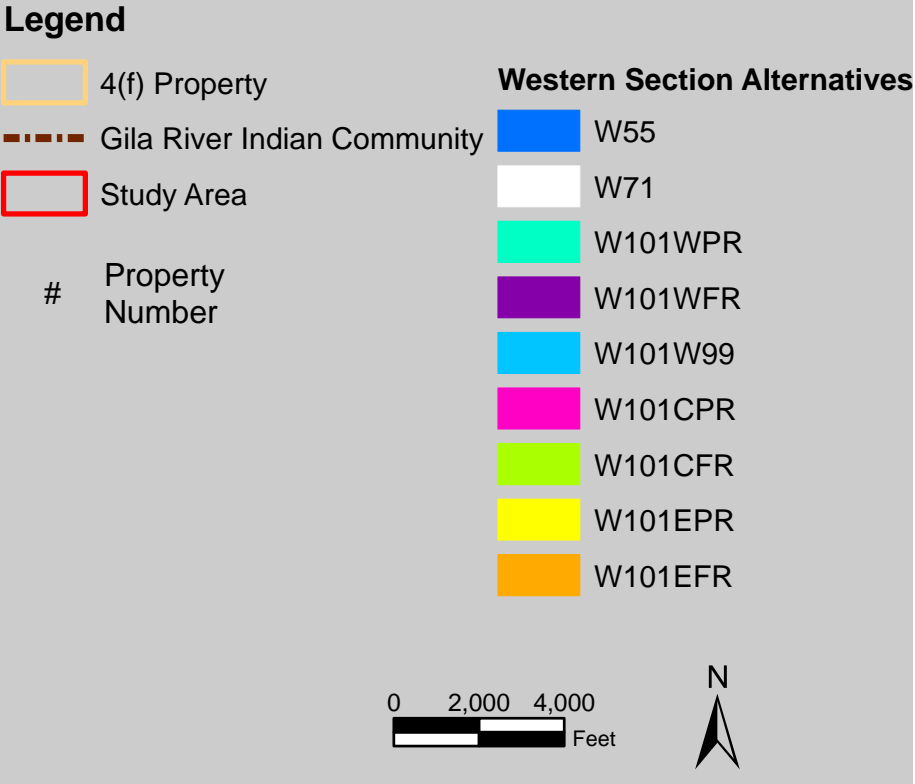 Legend
4(f) Property
Gila River Indian Community
Study Area
# Property
Number
Western Section Alternatives
W55
W71
W101WPR
W101WFR
W101W99
W101CPR
W101CFR
W101EPR
W101EFR
0 2,000 4,000
Feet
N